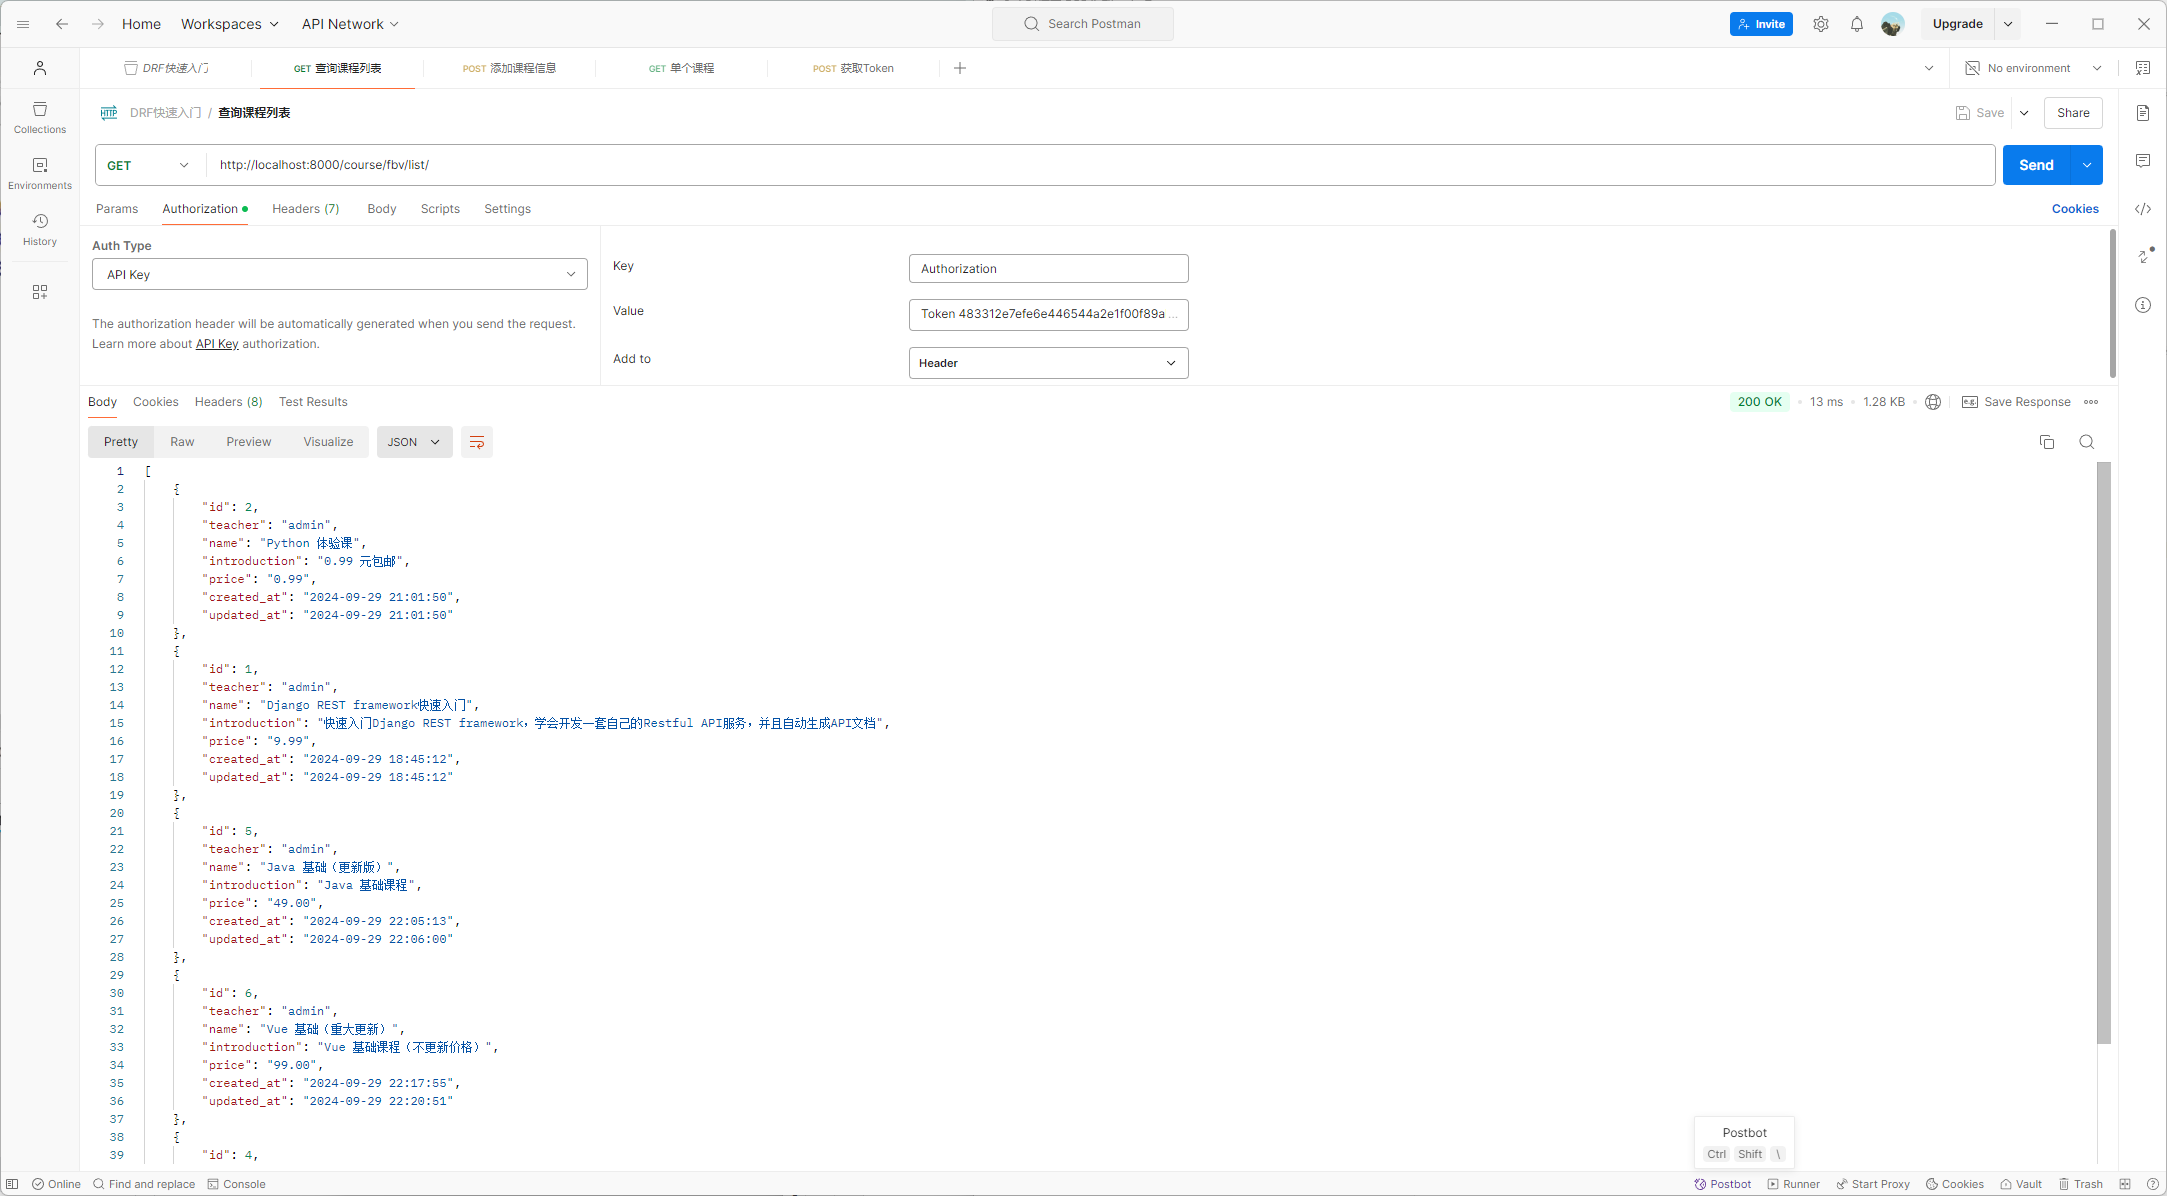 Home Workspaces API Network Search Postman Invite Upgrade
DRF快速入门 GET 查询课程列表 POST 添加课程信息 GET 单个课程 POST 获取Token No environment
Collections
Environments
History
HTTP DRF快速入门 / 查询课程列表 Save Share
GET http://localhost:8000/course/fbv/list/ Send
Params Authorization Headers (7) Body Scripts Settings Cookies
Auth Type
API Key
The authorization header will be automatically generated when you send the request.
Learn more about API Key authorization.
Key Authorization
Value Token 483312e7efe6e446544a2e1f00f89a ...
Add to Header
Body Cookies Headers (8) Test Results 200 OK 13 ms 1.28 KB e.g. Save Response
Pretty Raw Preview Visualize JSON
1 [
2 {
3 "id": 2,
4 "teacher": "admin",
5 "name": "Python 体验课",
6 "introduction": "0.99 元包邮",
7 "price": "0.99",
8 "created_at": "2024-09-29 21:01:50",
9 "updated_at": "2024-09-29 21:01:50"
10 },
11 {
12 "id": 1,
13 "teacher": "admin",
14 "name": "Django REST framework快速入门",
15 "introduction": "快速入门Django REST framework，学会开发一套自己的Restful API服务，并且自动生成API文档",
16 "price": "9.99",
17 "created_at": "2024-09-29 18:45:12",
18 "updated_at": "2024-09-29 18:45:12"
19 },
20 {
21 "id": 5,
22 "teacher": "admin",
23 "name": "Java 基础（更新版）",
24 "introduction": "Java 基础课程",
25 "price": "49.00",
26 "created_at": "2024-09-29 22:05:13",
27 "updated_at": "2024-09-29 22:06:00"
28 },
29 {
30 "id": 6,
31 "teacher": "admin",
32 "name": "Vue 基础（重大更新）",
33 "introduction": "Vue 基础课程（不更新价格）",
34 "price": "99.00",
35 "created_at": "2024-09-29 22:17:55",
36 "updated_at": "2024-09-29 22:20:51"
37 },
38 {
39 "id": 4,
Postbot
Ctrl Shift \
Online Find and replace Console Postbot Runner Start Proxy Cookies Vault Trash